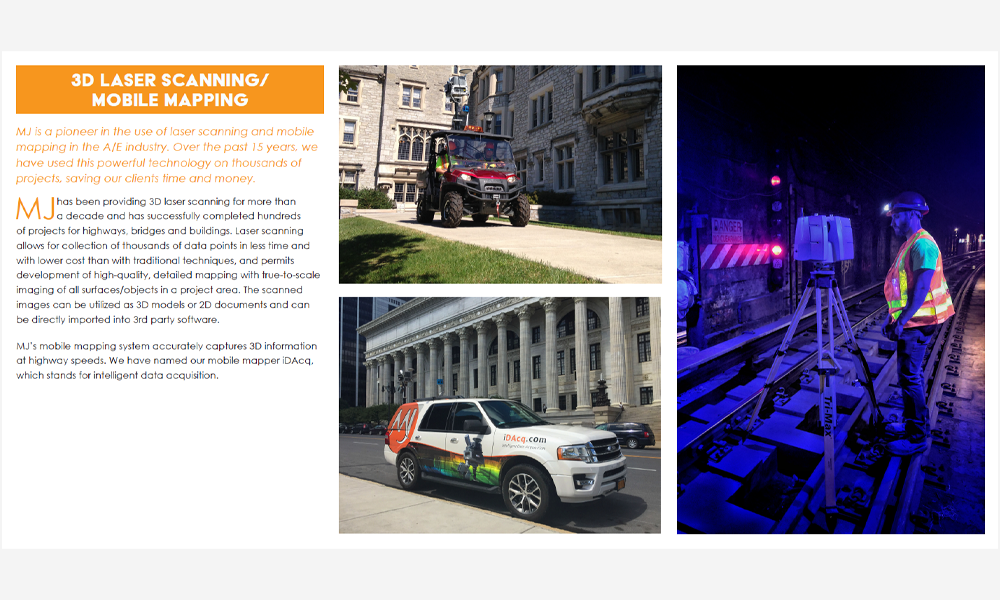 3D LASER SCANNING/
MOBILE MAPPING
MJ is a pioneer in the use of laser scanning and mobile
mapping in the A/E industry. Over the past 15 years, we
have used this powerful technology on thousands of
projects, saving our clients time and money.
MJ has been providing 3D laser scanning for more than
a decade and has successfully completed hundreds
of projects for highways, bridges and buildings. Laser scanning
allows for collection of thousands of data points in less time and
with lower cost than with traditional techniques, and permits
development of high-quality, detailed mapping with true-to-scale
imaging of all surfaces/objects in a project area. The scanned
images can be utilized as 3D models or 2D documents and can
be directly imported into 3rd party software.
MJ's mobile mapping system accurately captures 3D information
at highway speeds. We have named our mobile mapper iDAcq,
which stands for intelligent data acquisition.
MJ
iDAcq.com
DANGER
Tri-Max